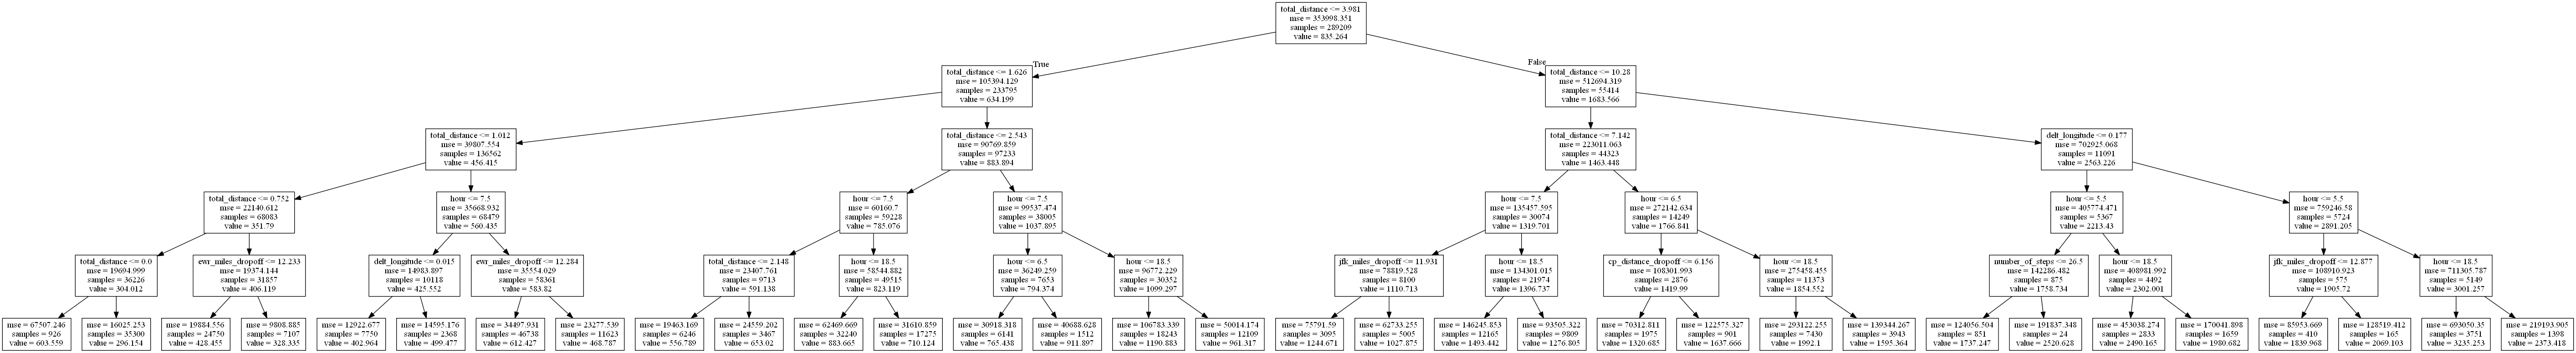 total_distance <= 3.981
mse = 353998.351
samples = 289209
value = 835.264
True
False
total_distance <= 1.626
mse = 105394.129
samples = 233795
value = 634.199
total_distance <= 10.28
mse = 512694.319
samples = 55414
value = 1683.566
total_distance <= 1.012
mse = 39807.554
samples = 136562
value = 456.415
total_distance <= 2.543
mse = 90769.859
samples = 97233
value = 883.894
total_distance <= 7.142
mse = 223011.063
samples = 44323
value = 1463.448
delt_longitude <= 0.177
mse = 702925.068
samples = 11091
value = 2563.226
total_distance <= 0.752
mse = 22140.612
samples = 68083
value = 351.79
hour <= 7.5
mse = 35668.932
samples = 68479
value = 560.435
hour <= 7.5
mse = 60160.7
samples = 59228
value = 785.076
hour <= 7.5
mse = 99537.474
samples = 38005
value = 1037.895
hour <= 7.5
mse = 135457.595
samples = 30074
value = 1319.701
hour <= 6.5
mse = 272142.634
samples = 14249
value = 1766.841
hour <= 5.5
mse = 405774.471
samples = 5367
value = 2213.43
hour <= 5.5
mse = 759246.58
samples = 5724
value = 2891.205
total_distance <= 0.0
mse = 19694.999
samples = 36226
value = 304.012
ewr_miles_dropoff <= 12.233
mse = 19374.144
samples = 31857
value = 406.119
delt_longitude <= 0.015
mse = 14983.897
samples = 10118
value = 425.552
ewr_miles_dropoff <= 12.284
mse = 35554.029
samples = 58361
value = 583.82
total_distance <= 2.148
mse = 23407.761
samples = 9713
value = 591.138
hour <= 18.5
mse = 58544.882
samples = 49515
value = 823.119
hour <= 6.5
mse = 36249.259
samples = 7653
value = 794.374
hour <= 18.5
mse = 96772.229
samples = 30352
value = 1099.297
jfk_miles_dropoff <= 11.931
mse = 78819.528
samples = 8100
value = 1110.713
hour <= 18.5
mse = 134301.015
samples = 21974
value = 1396.737
cp_distance_dropoff <= 6.156
mse = 108301.993
samples = 2876
value = 1419.99
hour <= 18.5
mse = 275458.455
samples = 11373
value = 1854.552
number_of_steps <= 26.5
mse = 142286.482
samples = 875
value = 1758.734
hour <= 18.5
mse = 408981.992
samples = 4492
value = 2302.001
jfk_miles_dropoff <= 12.877
mse = 108910.923
samples = 575
value = 1905.72
hour <= 18.5
mse = 711305.787
samples = 5149
value = 3001.257
mse = 67507.246
samples = 926
value = 603.559
mse = 16025.253
samples = 35300
value = 296.154
mse = 19884.556
samples = 24750
value = 428.455
mse = 9808.885
samples = 7107
value = 328.335
mse = 12922.677
samples = 7750
value = 402.964
mse = 14595.176
samples = 2368
value = 499.477
mse = 34497.931
samples = 46738
value = 612.427
mse = 23277.539
samples = 11623
value = 468.787
mse = 19463.169
samples = 6246
value = 556.789
mse = 24559.202
samples = 3467
value = 653.02
mse = 62469.669
samples = 32240
value = 883.665
mse = 31610.859
samples = 17275
value = 710.124
mse = 30918.318
samples = 6141
value = 765.438
mse = 40688.628
samples = 1512
value = 911.897
mse = 106783.339
samples = 18243
value = 1190.883
mse = 50014.174
samples = 12109
value = 961.317
mse = 75791.59
samples = 3095
value = 1244.671
mse = 62733.255
samples = 5005
value = 1027.875
mse = 146245.853
samples = 12165
value = 1493.442
mse = 93505.322
samples = 9809
value = 1276.805
mse = 70312.811
samples = 1975
value = 1320.685
mse = 122575.327
samples = 901
value = 1637.666
mse = 293122.255
samples = 7430
value = 1992.1
mse = 139344.267
samples = 3943
value = 1595.364
mse = 124056.504
samples = 851
value = 1737.247
mse = 191837.348
samples = 24
value = 2520.628
mse = 453038.274
samples = 2833
value = 2490.165
mse = 170041.898
samples = 1659
value = 1980.682
mse = 85953.669
samples = 410
value = 1839.968
mse = 128519.412
samples = 165
value = 2069.103
mse = 693050.35
samples = 3751
value = 3235.253
mse = 219193.905
samples = 1398
value = 2373.418